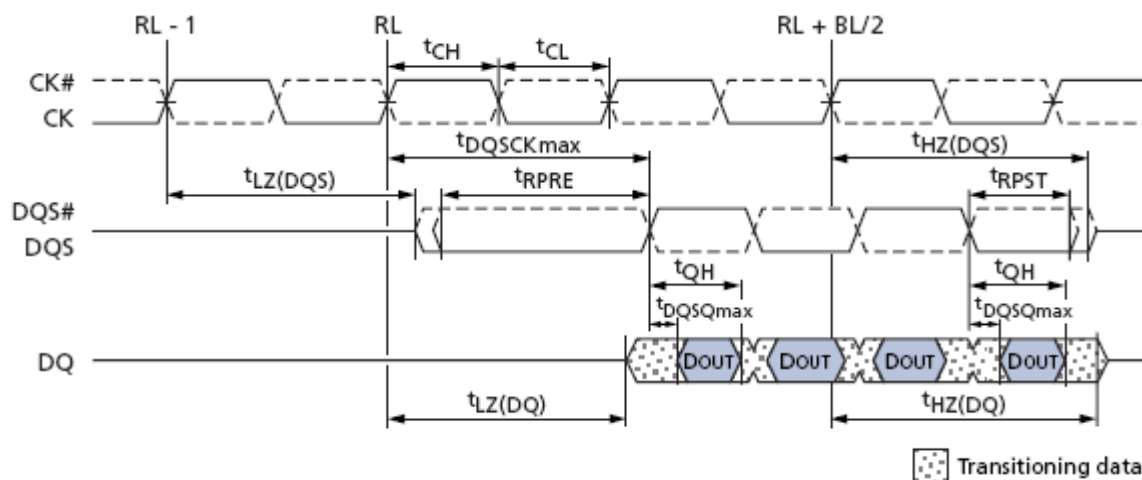 RL - 1 RL RL + BL/2
tCH tCL
CK#
CK
tDQSCKmax tHZ(DQS)
tLZ(DQS) tRPRE tRPST
DQS#
DQS
tQH tQH
tDQSQmax tDQSQmax
DQ DOUT DOUT DOUT DOUT
tLZ(DQ) tHZ(DQ)
Transitioning data